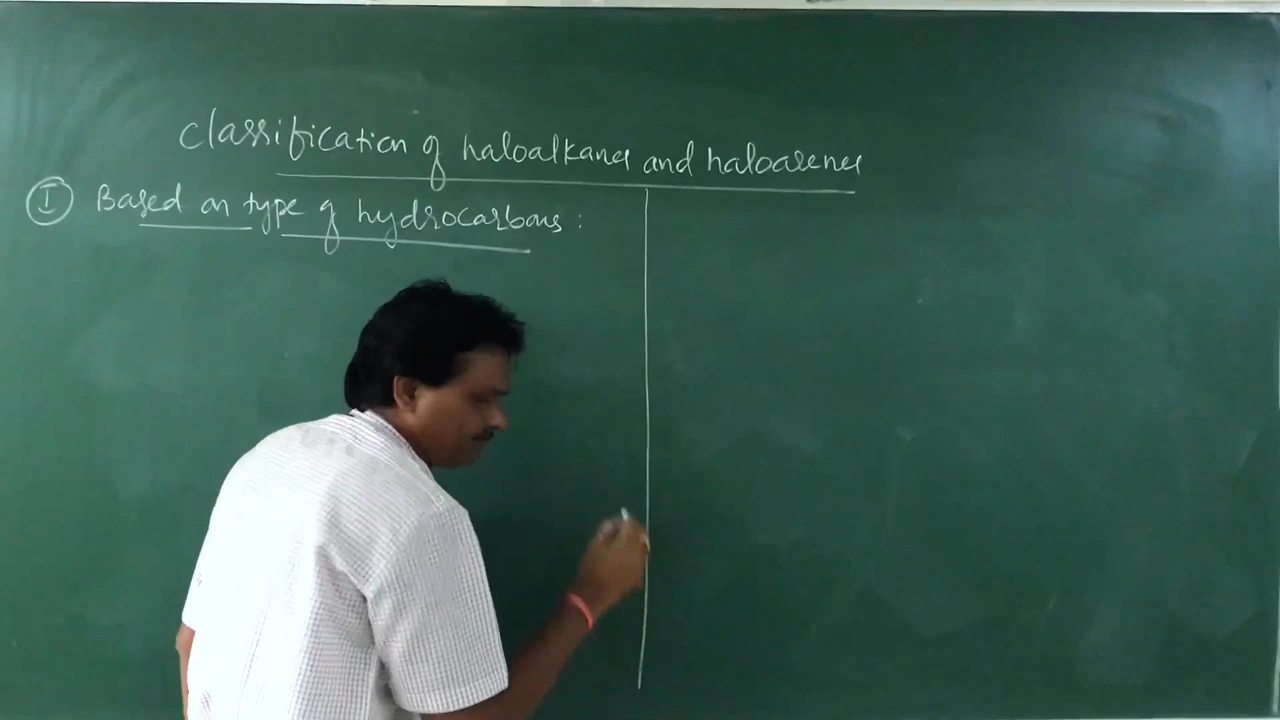 Classification of haloalkanes and haloarenes
I Based on type of hydrocarbons :